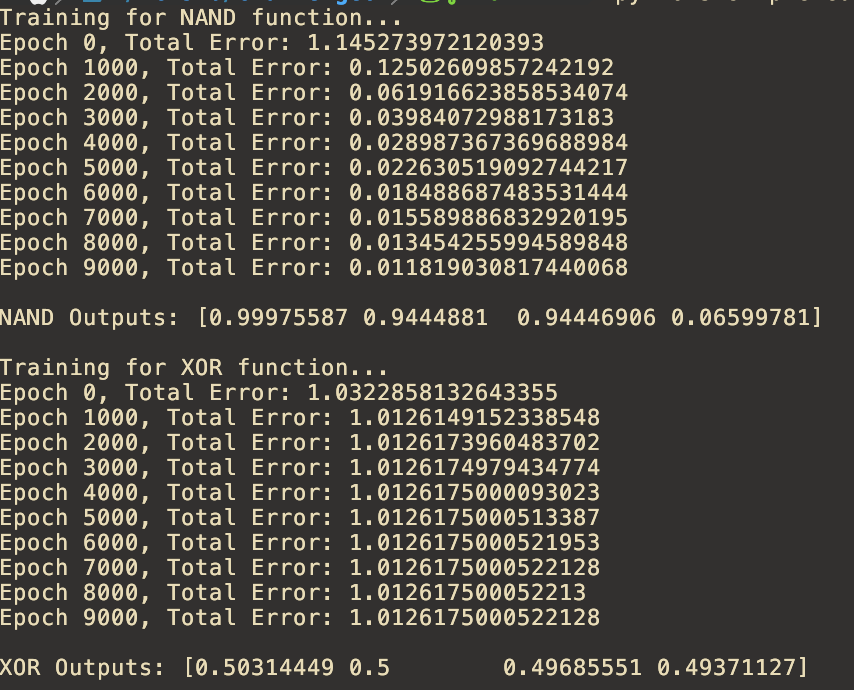 Training for NAND function...
Epoch 0, Total Error: 1.145273972120393
Epoch 1000, Total Error: 0.12502609857242192
Epoch 2000, Total Error: 0.061916623858534074
Epoch 3000, Total Error: 0.03984072988173183
Epoch 4000, Total Error: 0.028987367369688984
Epoch 5000, Total Error: 0.022630519092744217
Epoch 6000, Total Error: 0.018488687483531444
Epoch 7000, Total Error: 0.015589886832920195
Epoch 8000, Total Error: 0.013454255994589848
Epoch 9000, Total Error: 0.011819030817440068
NAND Outputs: [0.99975587 0.9444881  0.94446906 0.06599781]
Training for XOR function...
Epoch 0, Total Error: 1.0322858132643355
Epoch 1000, Total Error: 1.0126149152338548
Epoch 2000, Total Error: 1.0126173960483702
Epoch 3000, Total Error: 1.0126174979434774
Epoch 4000, Total Error: 1.0126175000093023
Epoch 5000, Total Error: 1.0126175000513387
Epoch 6000, Total Error: 1.0126175000521953
Epoch 7000, Total Error: 1.0126175000522128
Epoch 8000, Total Error: 1.012617500052213
Epoch 9000, Total Error: 1.0126175000522128
XOR Outputs: [0.50314449 0.5        0.49685551 0.49371127]